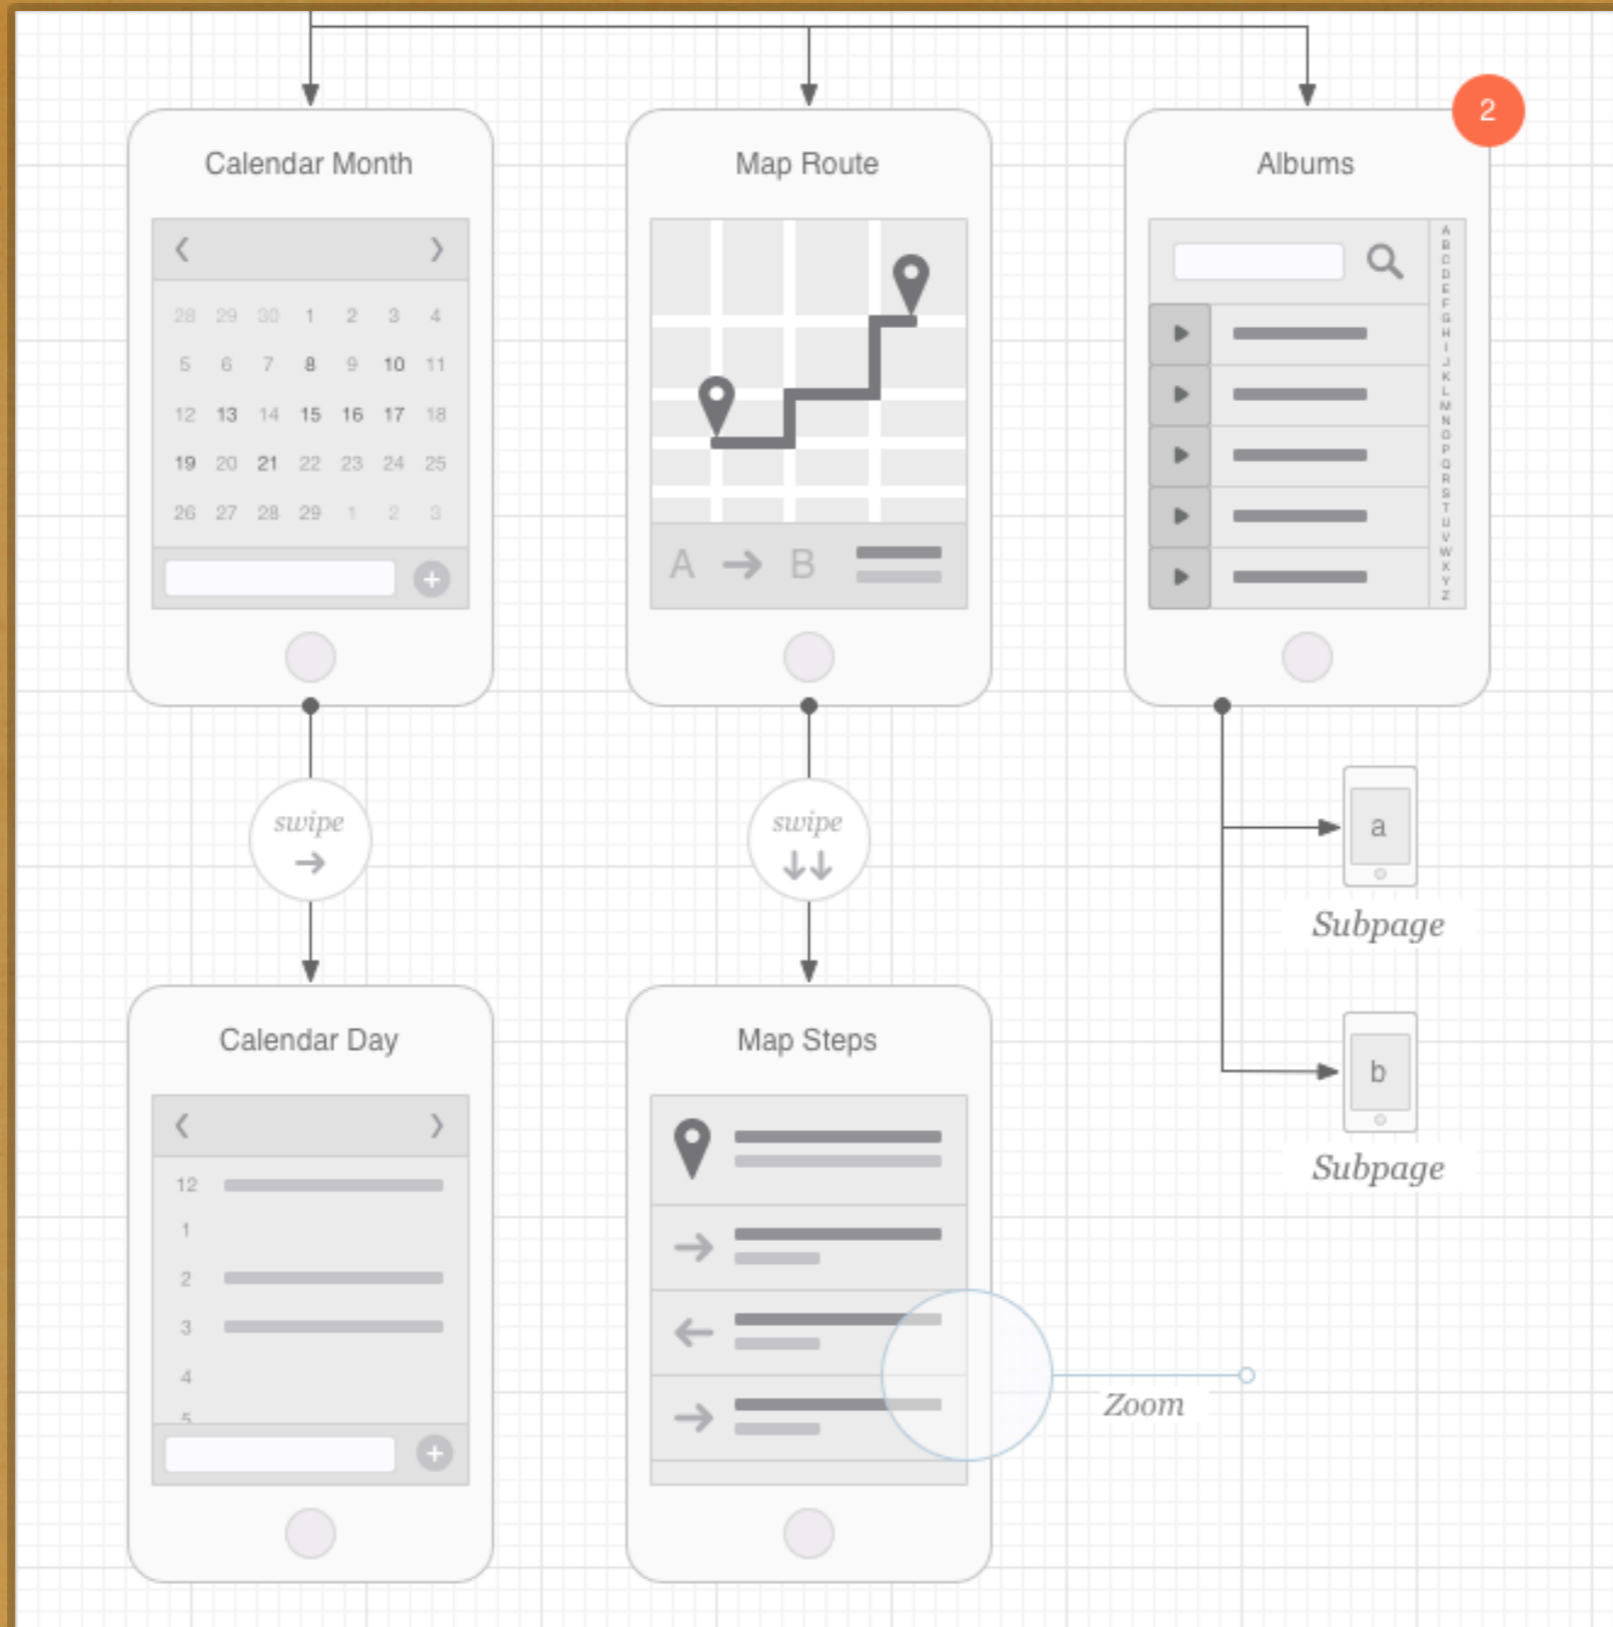 2
Calendar Month
Map Route
Albums
28 29 30 1 2 3 4
5 6 7 8 9 10 11
12 13 14 15 16 17 18
19 20 21 22 23 24 25
26 27 28 29 1 2 3
A B
A
B
C
D
E
F
G
H
I
J
K
L
M
N
O
P
Q
R
S
T
U
V
W
X
Y
Z
swipe
swipe
a
Subpage
b
Subpage
Calendar Day
Map Steps
12
1
2
3
4
5
Zoom